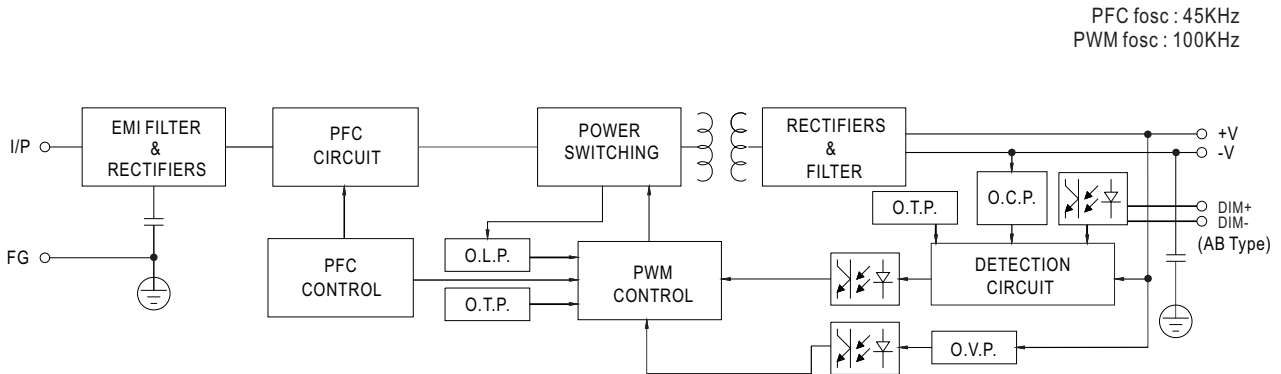 PFC fosc : 45KHz
PWM fosc : 100KHz
I/P
EMI FILTER
&
RECTIFIERS
PFC
CIRCUIT
POWER
SWITCHING
RECTIFIERS
&
FILTER
+V
-V
O.T.P.
O.C.P.
DIM+
DIM-
(AB Type)
FG
PFC
CONTROL
O.L.P.
O.T.P.
PWM
CONTROL
DETECTION
CIRCUIT
O.V.P.